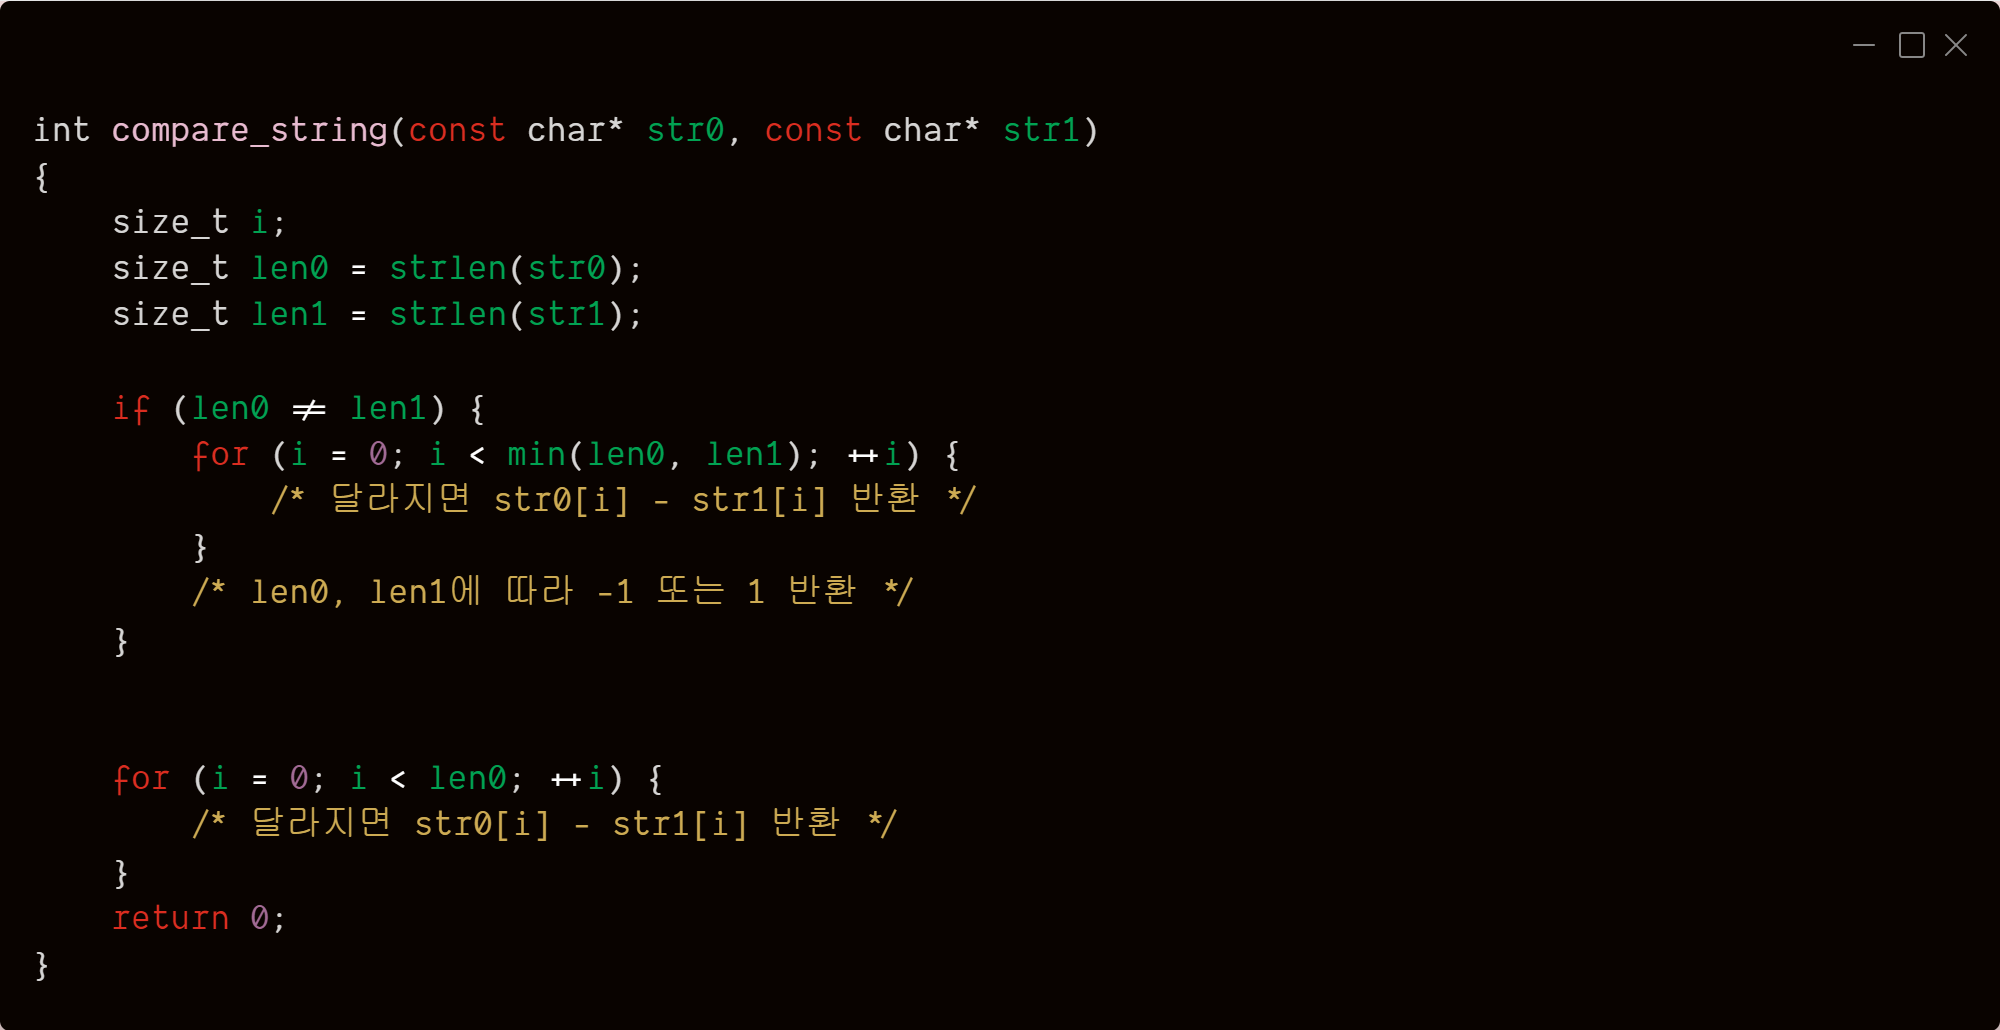 int compare_string(const char* str0, const char* str1)
{
    size_t i;
    size_t len0 = strlen(str0);
    size_t len1 = strlen(str1);
    if (len0 != len1) {
        for (i = 0; i < min(len0, len1); ++i) {
            /* 달라지면 str0[i] - str1[i] 반환 */
        }
        /* len0, len1에 따라 -1 또는 1 반환 */
    }
    for (i = 0; i < len0; ++i) {
        /* 달라지면 str0[i] - str1[i] 반환 */
    }
    return 0;
}